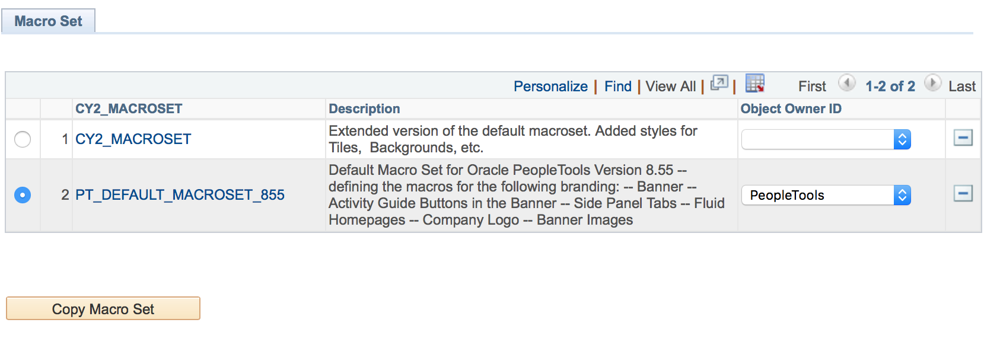 Macro Set
Personalize | Find | View All | | First 1-2 of 2 Last
CY2_MACROSET Description Object Owner ID
1 CY2_MACROSET
Extended version of the default macroset. Added styles for
Tiles,  Backgrounds, etc.
2 PT_DEFAULT_MACROSET_855
Default Macro Set for Oracle PeopleTools Version 8.55 --
defining the macros for the following branding: -- Banner --
Activity Guide Buttons in the Banner -- Side Panel Tabs -- Fluid
Homepages -- Company Logo -- Banner Images
PeopleTools
Copy Macro Set